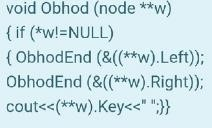 void Obhod (node **w)
{ if (*w!=NULL)
{ ObhodEnd (&((**w).Left));
ObhodEnd (&((**w).Right));
cout<<(**w).Key<<" ";}}